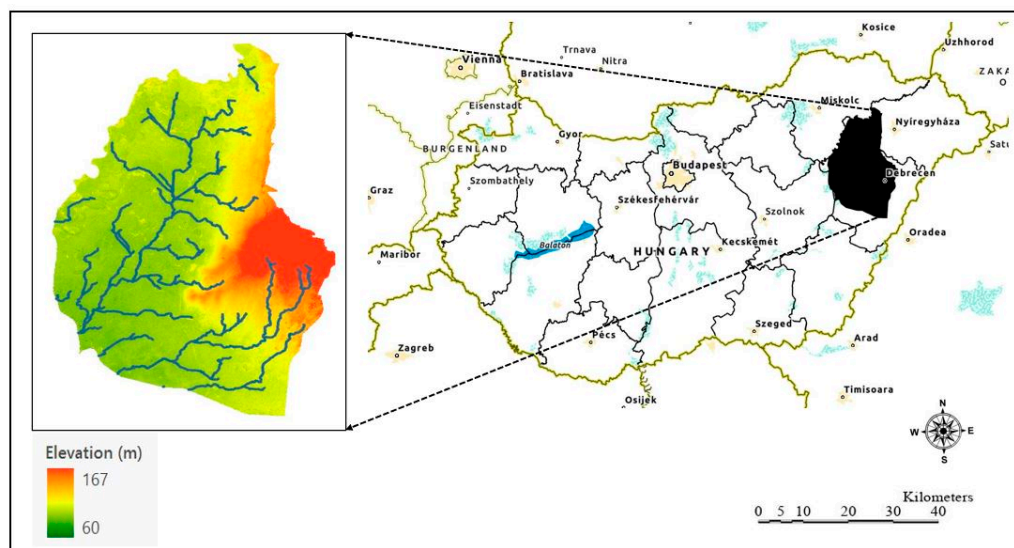 Elevation (m)
167
60
Kosice
Uzhhorod
Trnava
Nitra
Vienna
Bratislava
ZAKA
O
Eisenstadt
Miskolc
Nyíregyháza
Gyor
BURGENLAND
Satu
Budapest
Debrecen
Szombathely
Graz
Székesfehérvár
Szolnok
Oradea
Balaton
HUNGARY
Kecskemét
Maribor
Szeged
Pécs
Arad
Zagreb
Timisoara
Osijek
N
W E
S
Kilometers
0 5 10 20 30 40